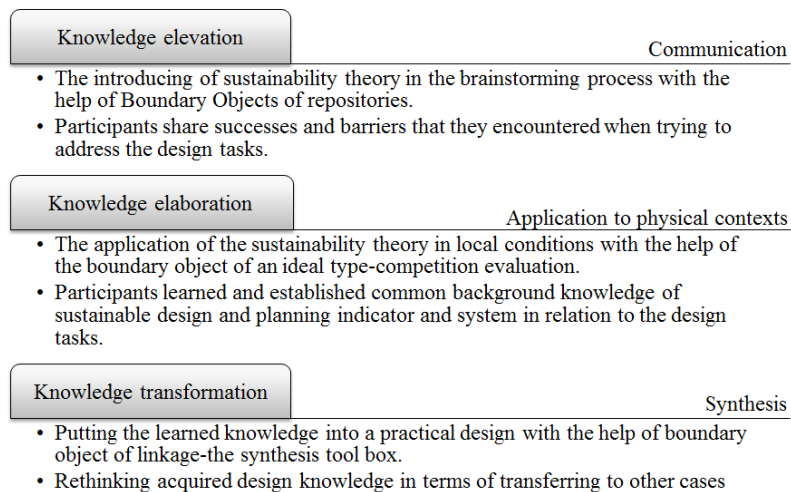 Knowledge elevation
Communication
• The introducing of sustainability theory in the brainstorming process with the
help of Boundary Objects of repositories.
• Participants share successes and barriers that they encountered when trying to
address the design tasks.
Knowledge elaboration
Application to physical contexts
• The application of the sustainability theory in local conditions with the help of
the boundary object of an ideal type-competition evaluation.
• Participants learned and established common background knowledge of
sustainable design and planning indicator and system in relation to the design
tasks.
Knowledge transformation
Synthesis
• Putting the learned knowledge into a practical design with the help of boundary
object of linkage-the synthesis tool box.
• Rethinking acquired design knowledge in terms of transferring to other cases